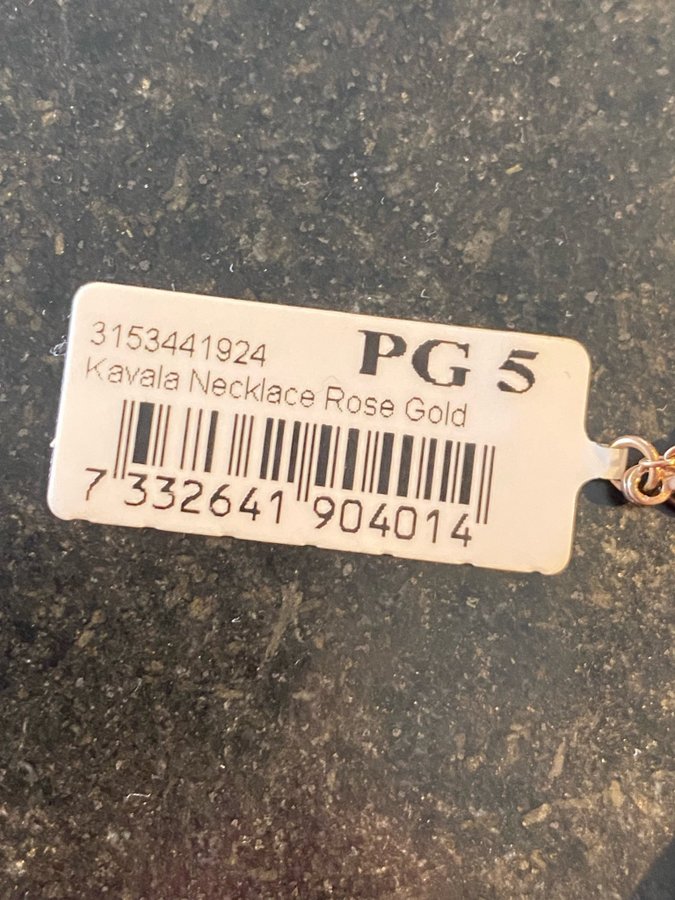 3153441924 PG 5
Kavala Necklace Rose Gold
7 332641 904014